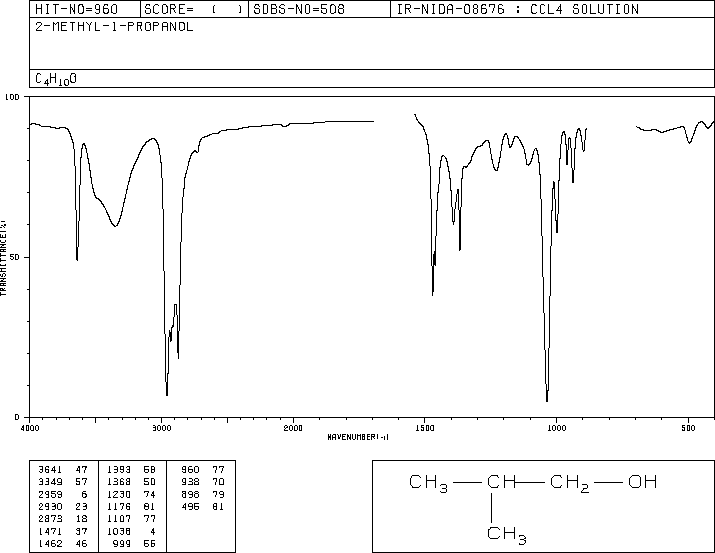 HIT-NO=960 SCORE= ( ) SDBS-NO=508 IR-NIDA-08676 : CCL4 SOLUTION
2-METHYL-1-PROPANOL
C4H10O
100
50
0
TRANSMITTANCE(%)
4000 3000 2000 1500 1000 500
WAVENUMBER(-1)
3641 47 1393 58 960 77
3349 57 1368 50 938 70
2959 6 1230 74 898 79
2930 23 1176 81 495 81
2873 18 1107 77
1471 37 1038 4
1462 46 999 55
CH3 CH CH2 OH
CH3